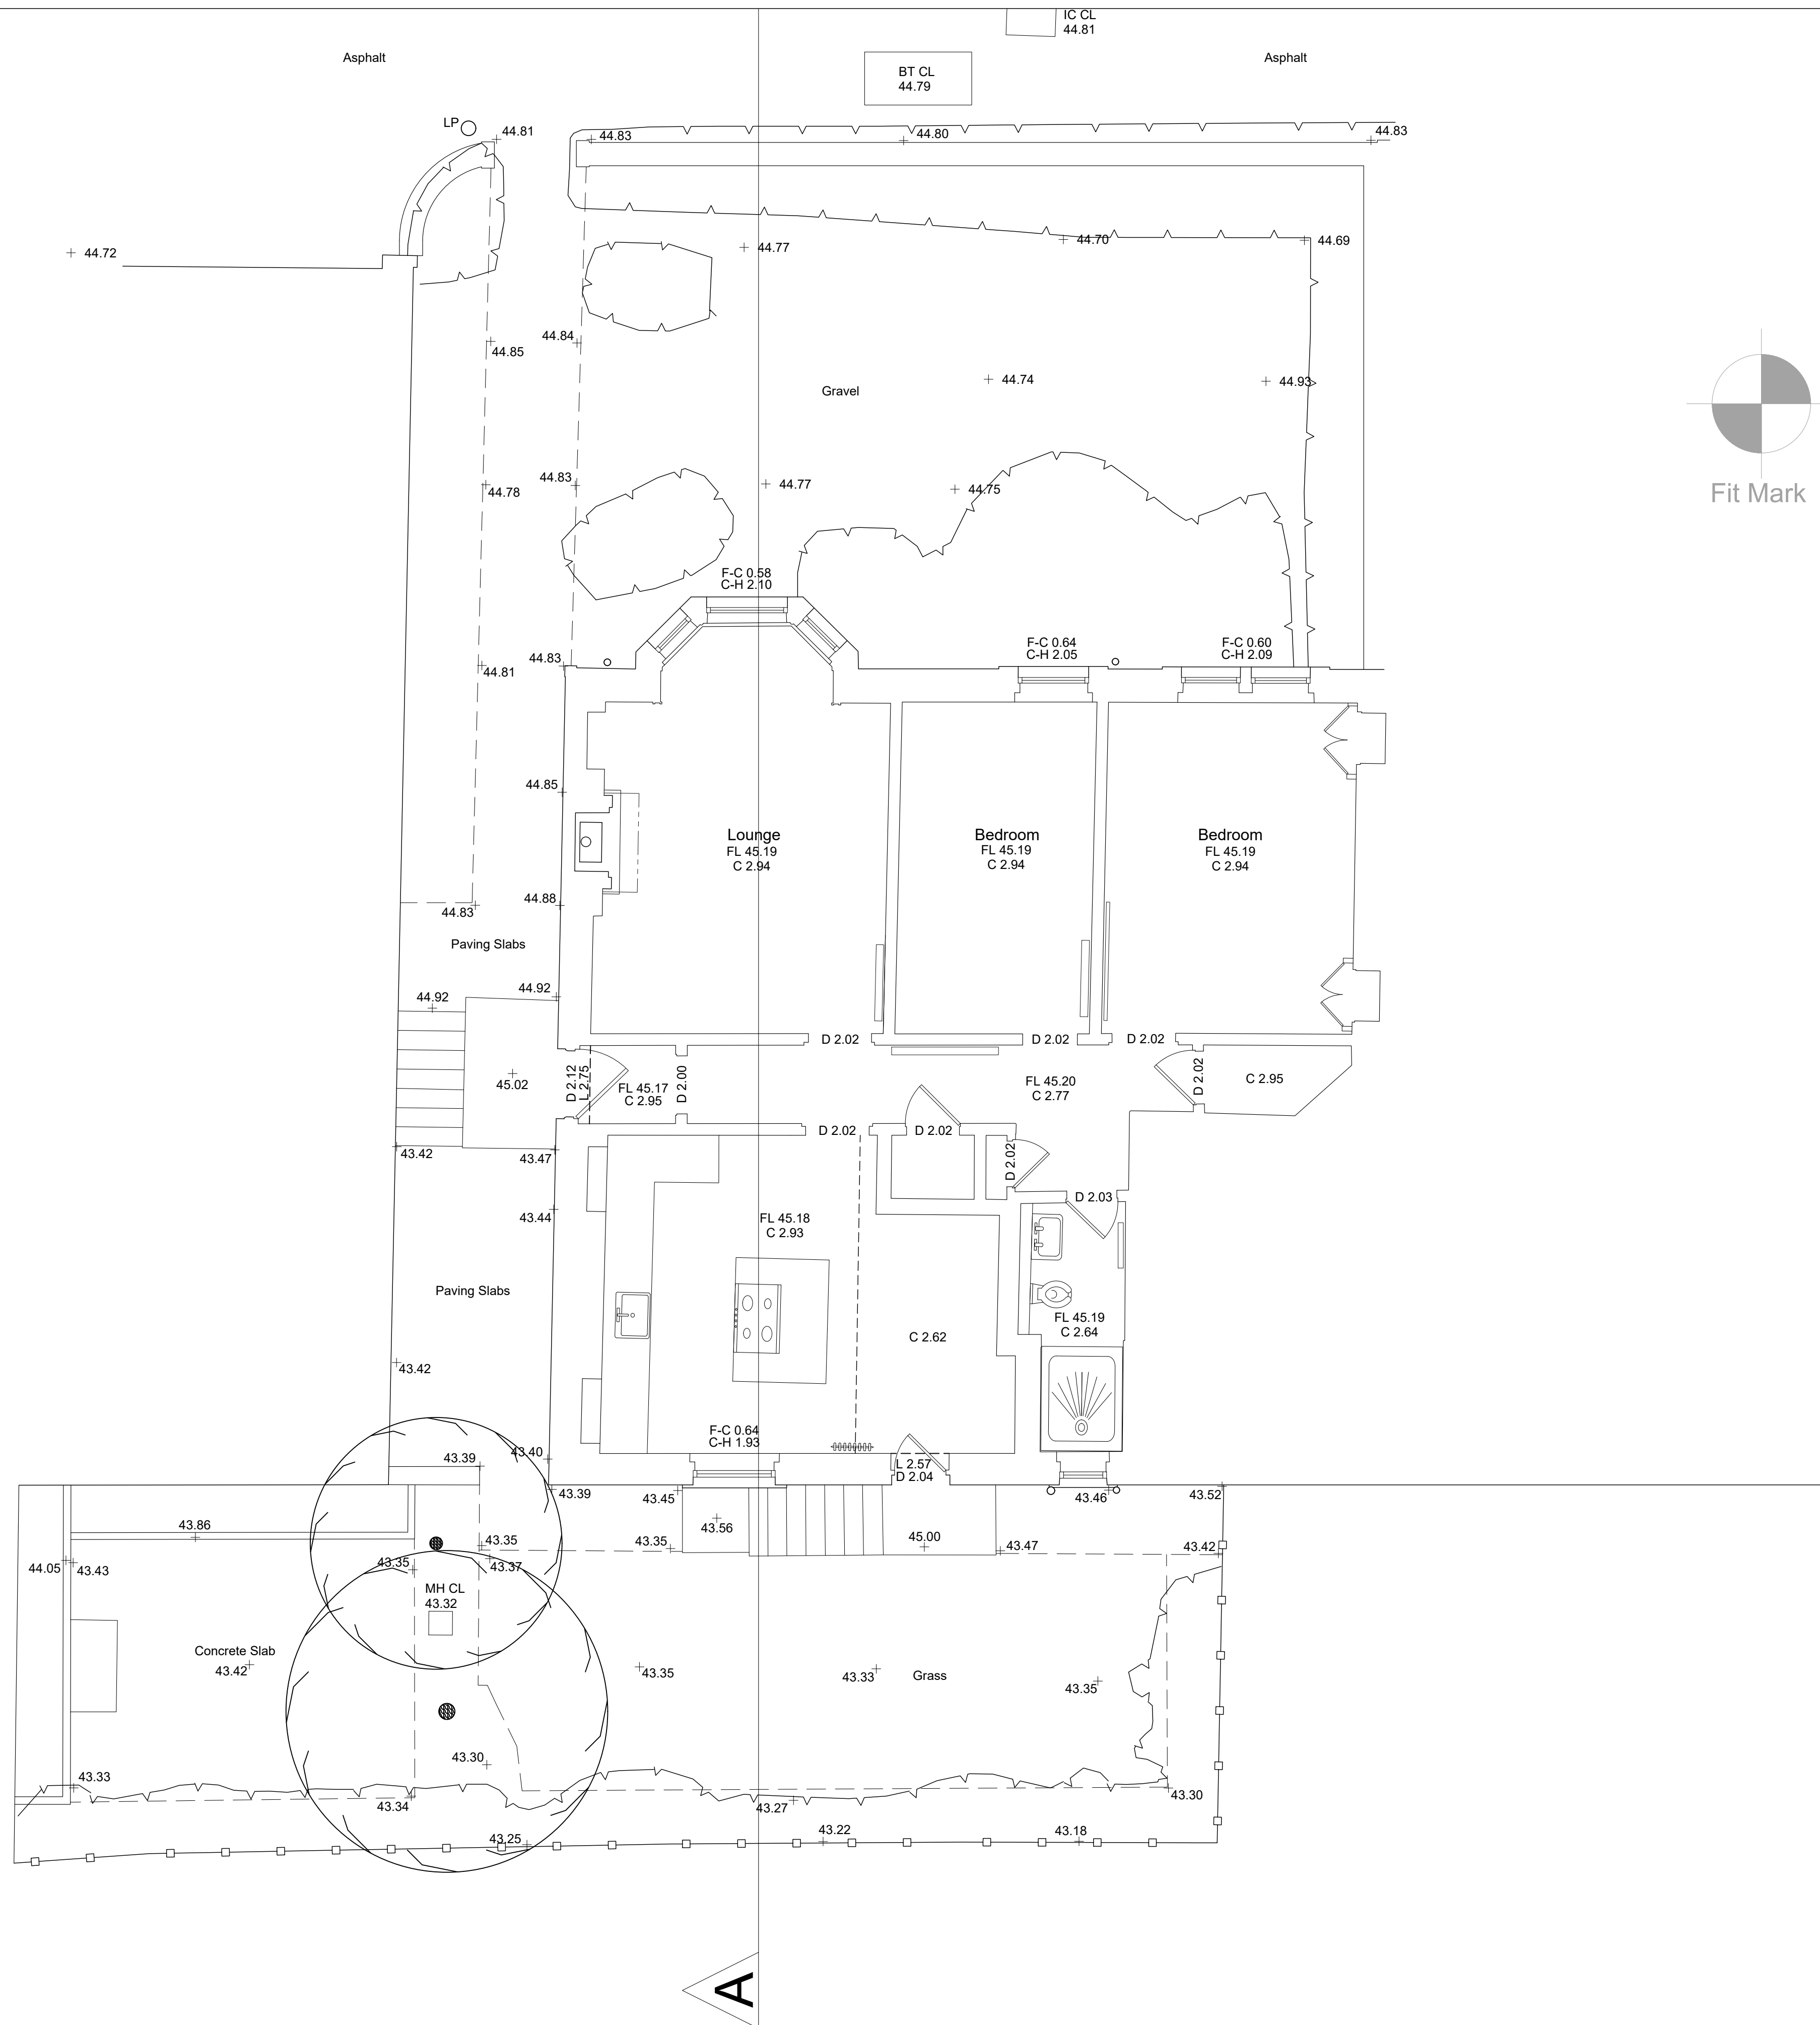 IC CL
44.81
Asphalt
Asphalt
BT CL
44.79
LP
44.81
44.83
44.80
44.83
44.72
44.77
44.70
44.69
44.85
44.84
44.74
44.93
Gravel
44.78
44.83
44.77
44.75
Fit Mark
F-C 0.58
C-H 2.10
44.81
44.83
F-C 0.64
C-H 2.05
F-C 0.60
C-H 2.09
44.85
Lounge
FL 45.19
C 2.94
Bedroom
FL 45.19
C 2.94
Bedroom
FL 45.19
C 2.94
44.83
44.88
Paving Slabs
44.92
44.92
D 2.02
D 2.02
D 2.02
45.02
D 2.12
L 2.75
FL 45.17
C 2.95
D 2.00
FL 45.20
C 2.77
D 2.02
C 2.95
43.42
43.47
D 2.02
D 2.02
D 2.02
D 2.03
43.44
FL 45.18
C 2.93
Paving Slabs
FL 45.19
C 2.64
C 2.62
43.42
F-C 0.64
C-H 1.93
43.39
43.40
L 2.57
D 2.04
43.39
43.45
43.46
43.52
43.86
43.56
45.00
43.35
43.35
43.47
43.42
44.05
43.43
43.35
43.37
MH CL
43.32
Concrete Slab
43.42
43.35
43.33
Grass
43.35
43.30
43.33
43.34
43.27
43.30
43.25
43.22
43.18
A